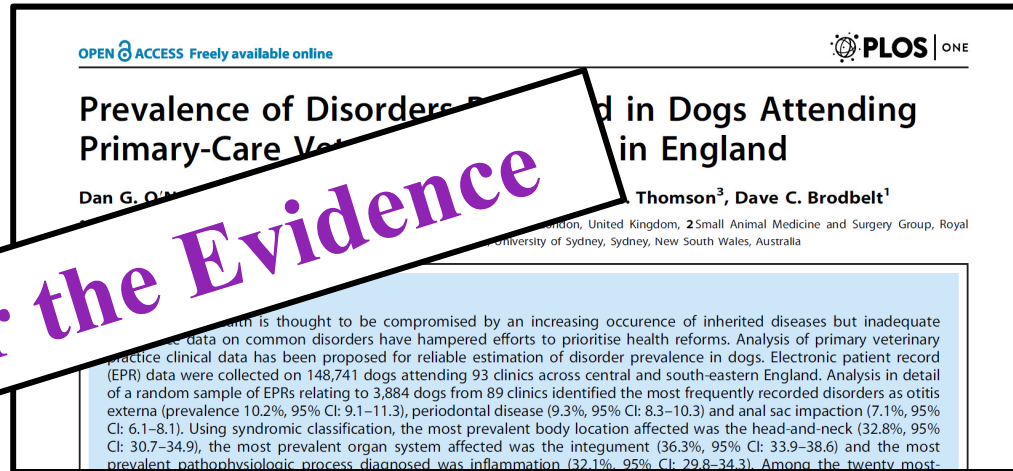 OPEN ACCESS Freely available online
PLOS ONE
Prevalence of Disorders in Dogs Attending
Primary-Care in England
Dan G. Thomson3, Dave C. Brodbelt1
London, United Kingdom, 2 Small Animal Medicine and Surgery Group, Royal
University of Sydney, Sydney, New South Wales, Australia
the Evidence
is thought to be compromised by an increasing occurence of inherited diseases but inadequate
data on common disorders have hampered efforts to prioritise health reforms. Analysis of primary veterinary
practice clinical data has been proposed for reliable estimation of disorder prevalence in dogs. Electronic patient record
(EPR) data were collected on 148,741 dogs attending 93 clinics across central and south-eastern England. Analysis in detail
of a random sample of EPRs relating to 3,884 dogs from 89 clinics identified the most frequently recorded disorders as otitis
externa (prevalence 10.2%, 95% CI: 9.1–11.3), periodontal disease (9.3%, 95% CI: 8.3–10.3) and anal sac impaction (7.1%, 95%
CI: 6.1–8.1). Using syndromic classification, the most prevalent body location affected was the head-and-neck (32.8%, 95%
CI: 30.7–34.9), the most prevalent organ system affected was the integument (36.3%, 95% CI: 33.9–38.6) and the most
prevalent pathophysiologic process diagnosed was inflammation (32.1%, 95% CI: 29.8–34.3). Among the twenty most-